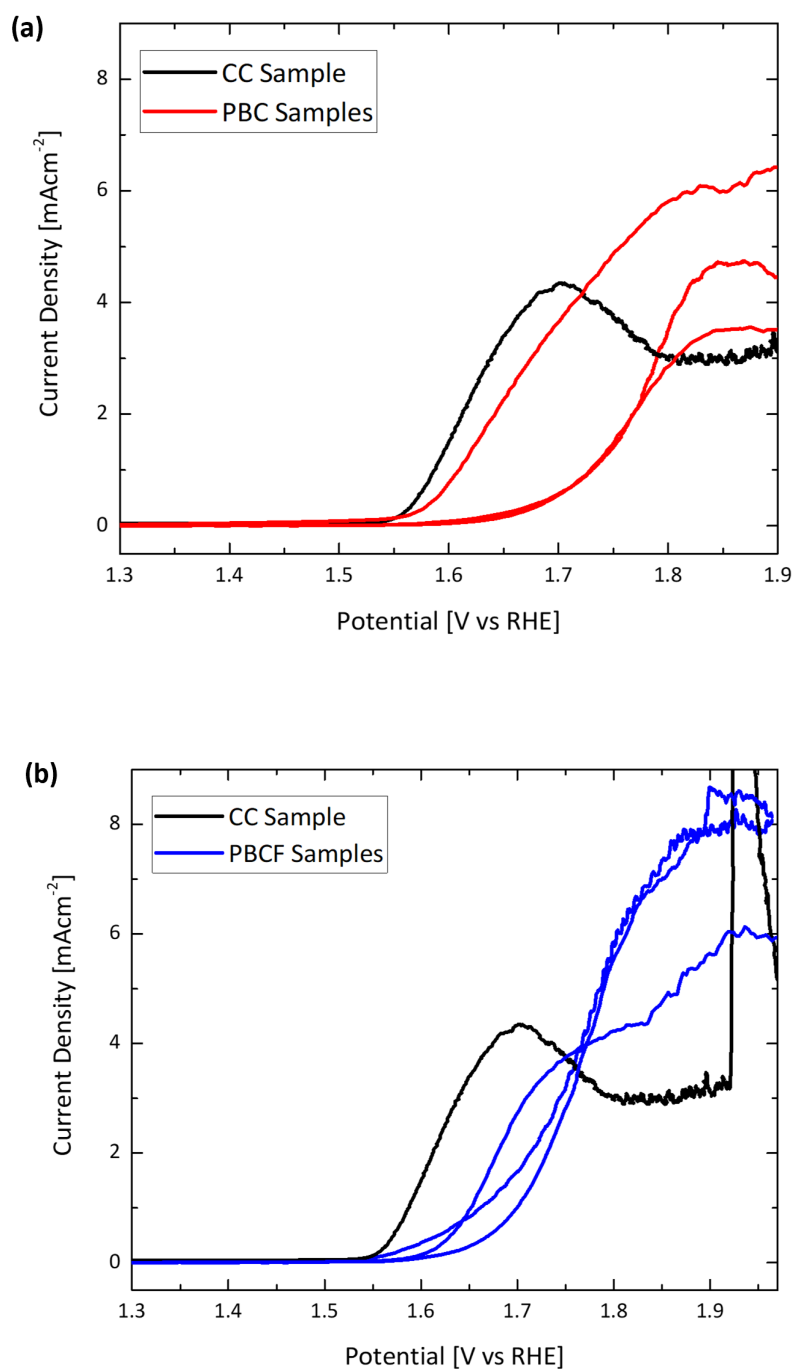 (a)
CC Sample
PBC Samples
Current Density [mAcm-2]
8
6
4
2
0
1.3 1.4 1.5 1.6 1.7 1.8 1.9
Potential [V vs RHE]
(b)
CC Sample
PBCF Samples
Current Density [mAcm-2]
8
6
4
2
0
1.3 1.4 1.5 1.6 1.7 1.8 1.9
Potential [V vs RHE]